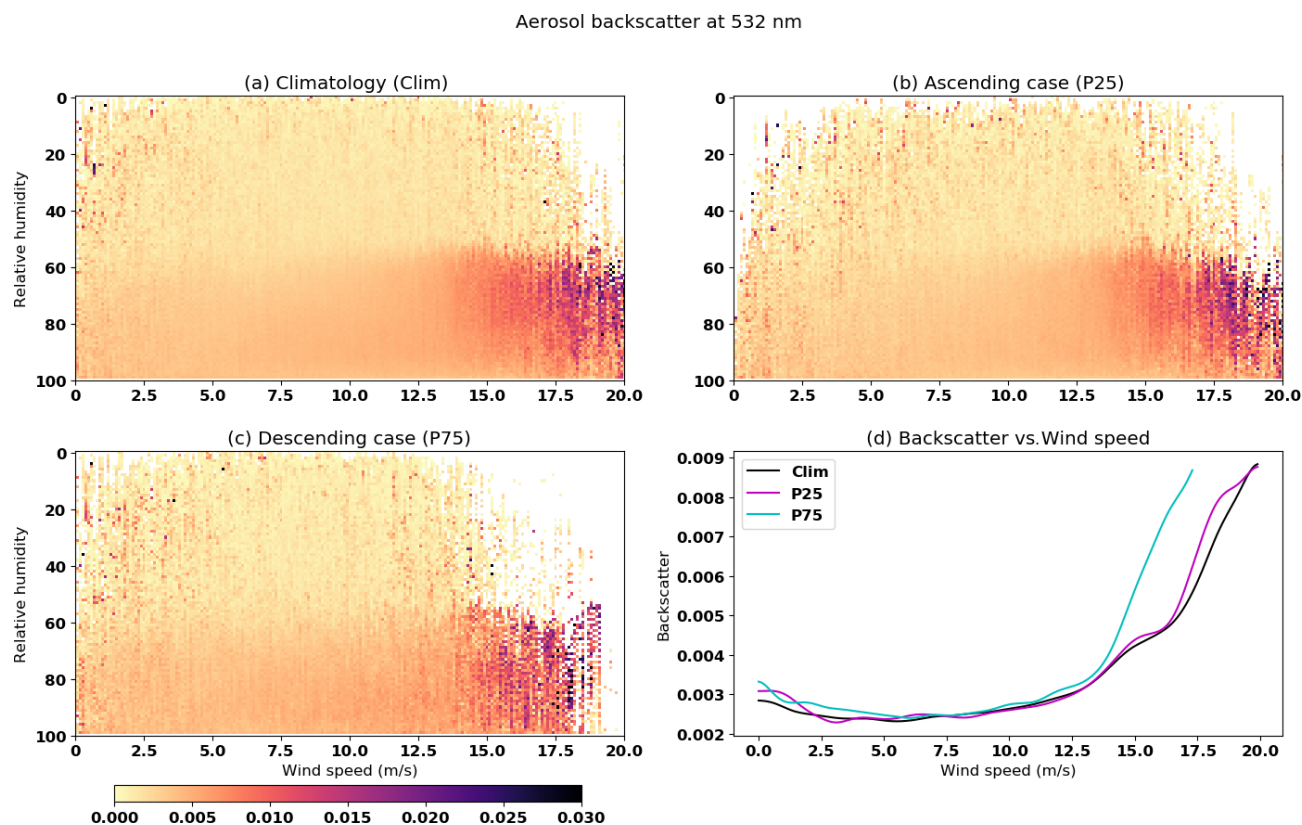 Aerosol backscatter at 532 nm
(a) Climatology (Clim)
Relative humidity
0
20
40
60
80
100
0 2.5 5.0 7.5 10.0 12.5 15.0 17.5 20.0
(b) Ascending case (P25)
0
20
40
60
80
100
0 2.5 5.0 7.5 10.0 12.5 15.0 17.5 20.0
(c) Descending case (P75)
Relative humidity
0
20
40
60
80
100
0 2.5 5.0 7.5 10.0 12.5 15.0 17.5 20.0
Wind speed (m/s)
(d) Backscatter vs.Wind speed
Backscatter
0.009
0.008
0.007
0.006
0.005
0.004
0.003
0.002
Clim
P25
P75
0.0 2.5 5.0 7.5 10.0 12.5 15.0 17.5 20.0
Wind speed (m/s)
0.000 0.005 0.010 0.015 0.020 0.025 0.030